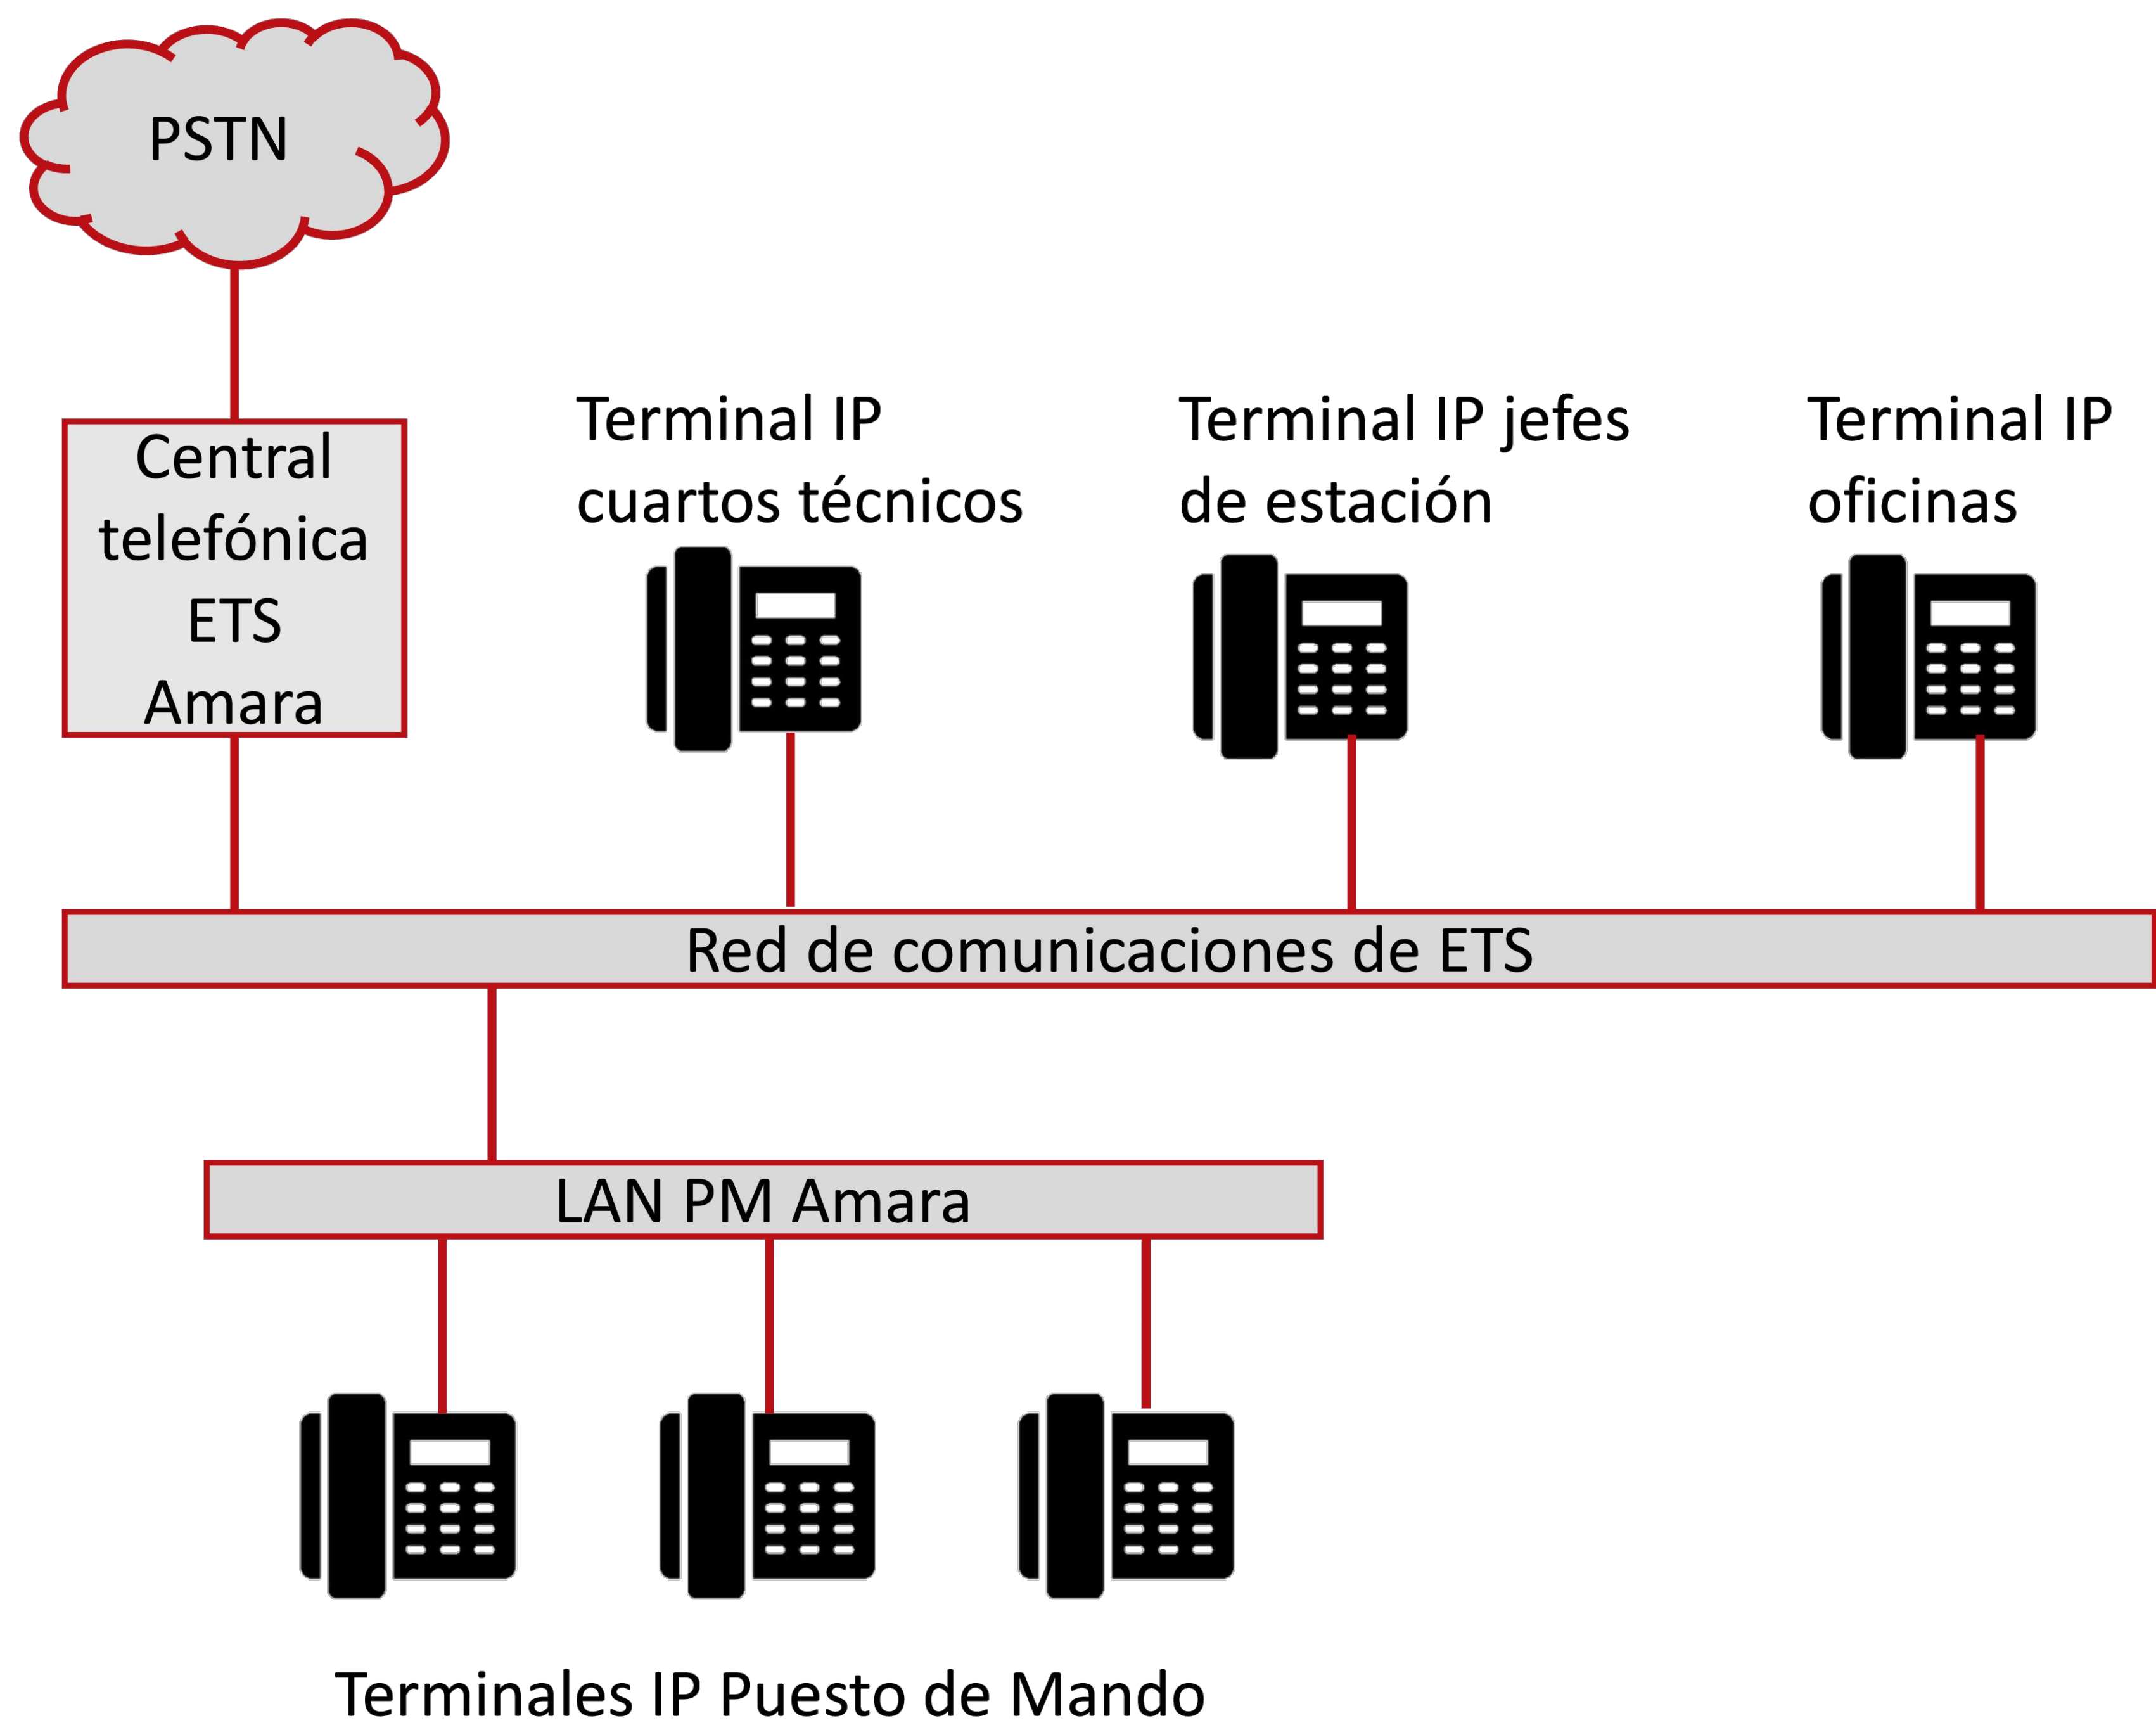 PSTN
Central
telefónica
ETS
Amara
Terminal IP
cuartos técnicos
Terminal IP jefes
de estación
Terminal IP
oficinas
Red de comunicaciones de ETS
LAN PM Amara
Terminales IP Puesto de Mando